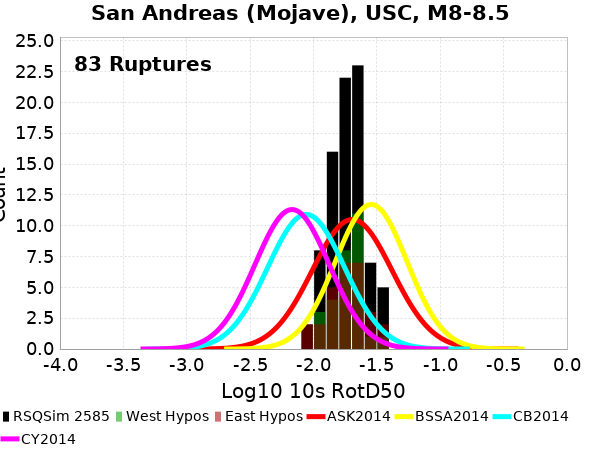 San Andreas (Mojave), USC, M8-8.5
83 Ruptures
25.0
22.5
20.0
17.5
15.0
12.5
10.0
7.5
5.0
2.5
0.0
Count
-4.0 -3.5 -3.0 -2.5 -2.0 -1.5 -1.0 -0.5 0.0
Log10 10s RotD50
RSQSim 2585 West Hypos East Hypos ASK2014 BSSA2014 CB2014
CY2014